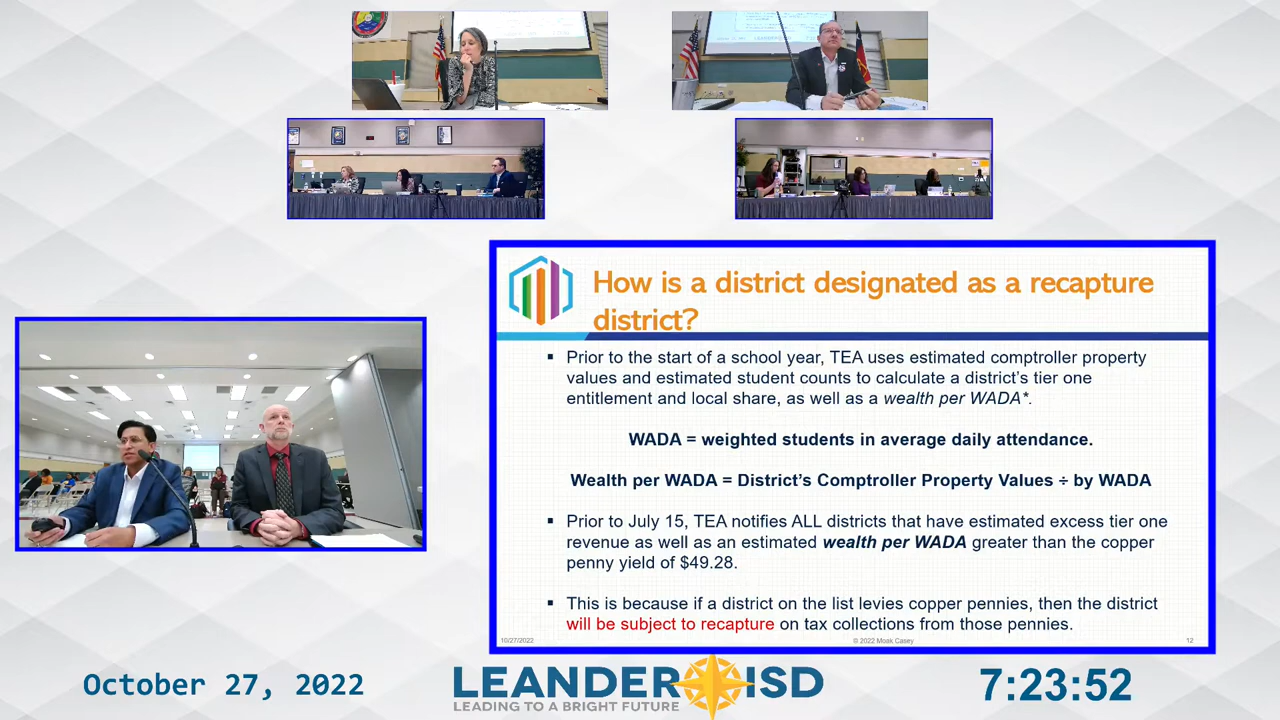 How is a district designated as a recapture
district?
▪ Prior to the start of a school year, TEA uses estimated comptroller property
values and estimated student counts to calculate a district's tier one
entitlement and local share, as well as a wealth per WADA*.
WADA = weighted students in average daily attendance.
Wealth per WADA = District's Comptroller Property Values ÷ by WADA
▪ Prior to July 15, TEA notifies ALL districts that have estimated excess tier one
revenue as well as an estimated wealth per WADA greater than the copper
penny yield of $49.28.
▪ This is because if a district on the list levies copper pennies, then the district
will be subject to recapture on tax collections from those pennies.
10/27/2022
© 2022 Moak Casey
12
October 27, 2022
LEANDER ISD
LEADING TO A BRIGHT FUTURE
7:23:52